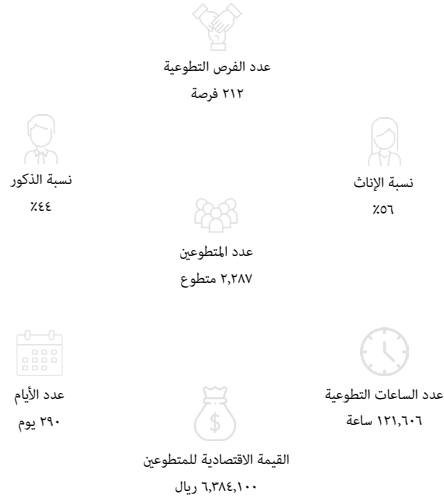 عدد الفرص التطوعية
٢١٢ فرصة
نسبة الإناث
٥٦٪
نسبة الذكور
٤٤٪
عدد المتطوعين
٢,٢٨٧ متطوع
عدد الساعات التطوعية
١٢١,٦٠٦ ساعة
عدد الأيام
٢٩٠ يوم
القيمة الاقتصادية للمتطوعين
٦,٣٨٤,١٠٠ ريال